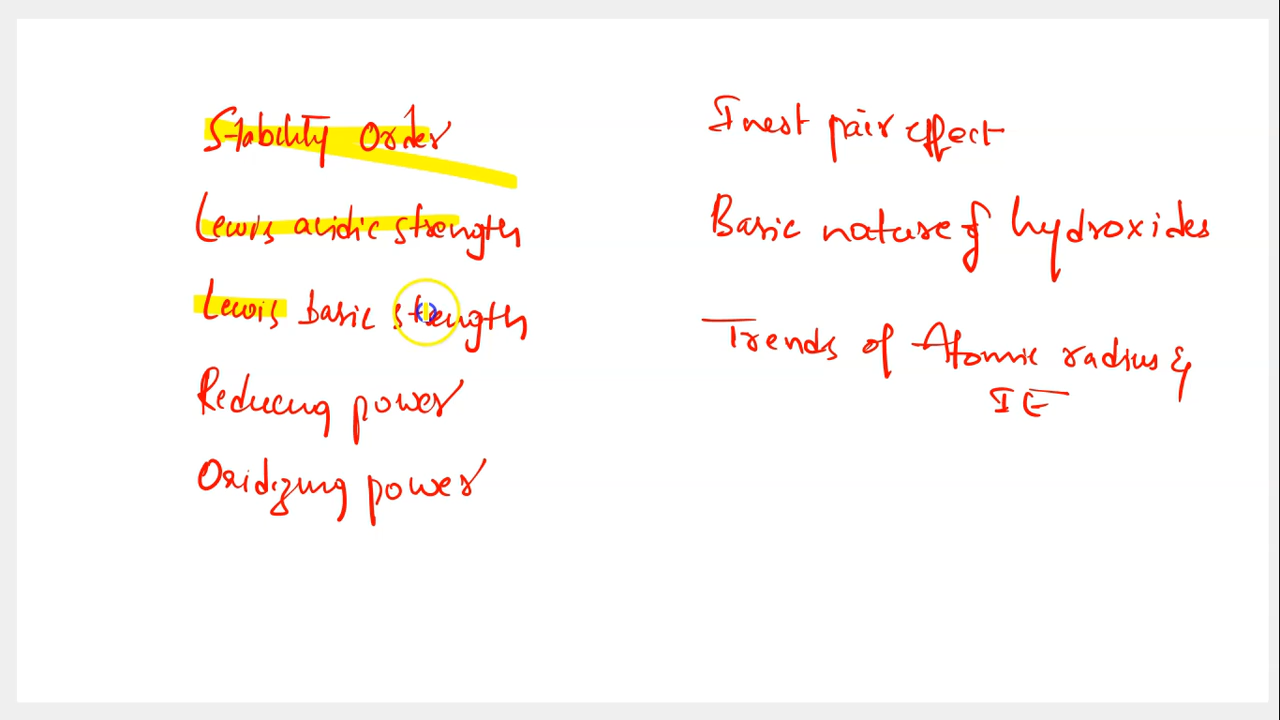 Stability Order
Lewis acidic strength
Lewis basic strength
Reducing power
Oxidizing power
Inert pair effect
Basic nature of hydroxides
Trends of Atomic radius &
IE